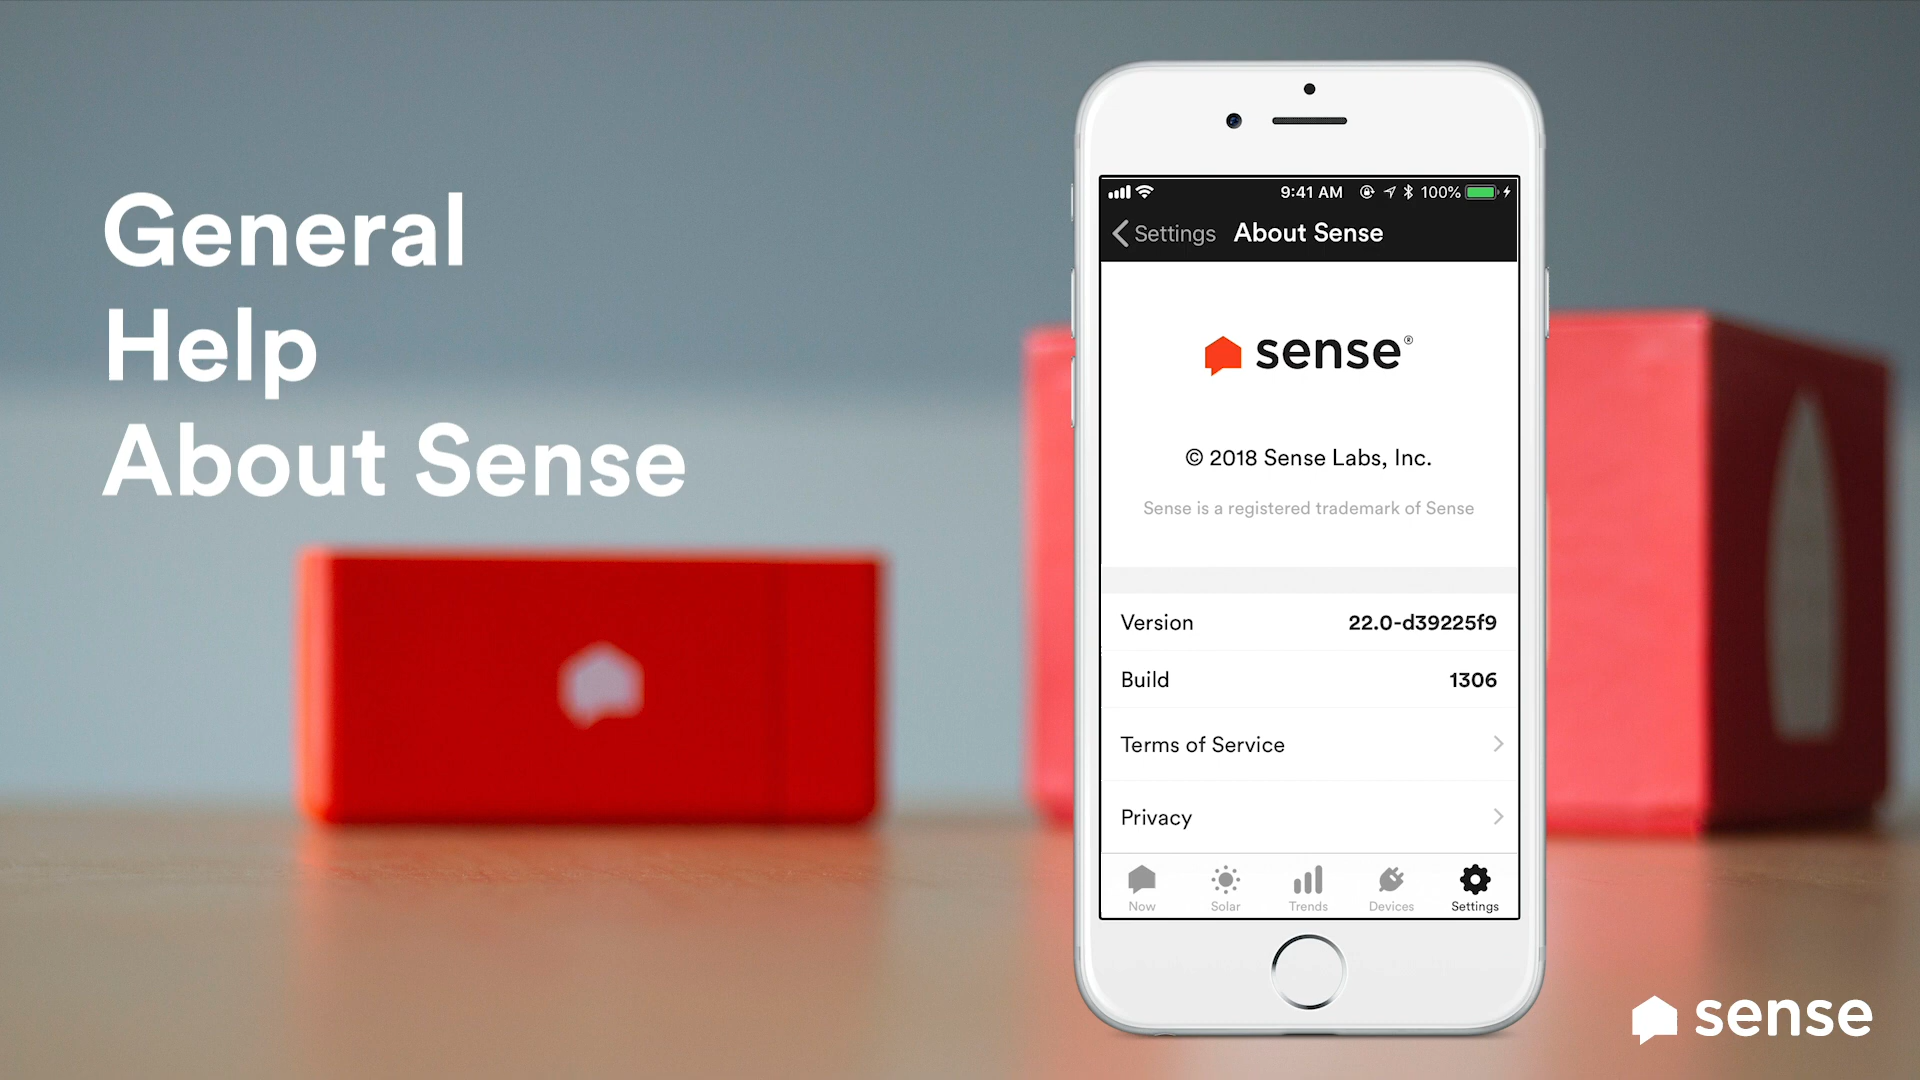 General
Help
About Sense
9:41 AM 100%
Settings About Sense
sense®
© 2018 Sense Labs, Inc.
Sense is a registered trademark of Sense
Version 22.0-d39225f9
Build 1306
Terms of Service
Privacy
Now Solar Trends Devices Settings
sense